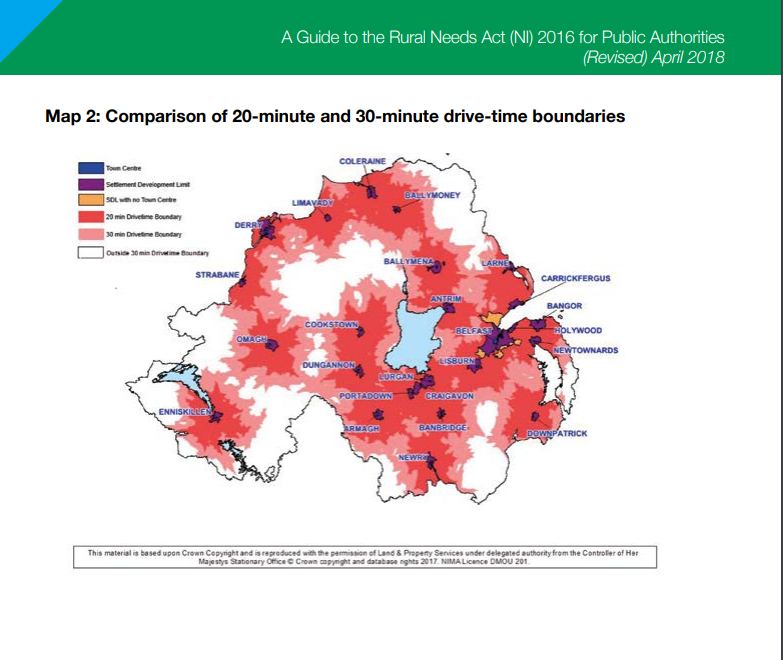 A Guide to the Rural Needs Act (NI) 2016 for Public Authorities
(Revised) April 2018
Map 2: Comparison of 20-minute and 30-minute drive-time boundaries
Town Centre
Settlement Development Limit
SDL with no Town Centre
20 min Drivetime Boundary
30 min Drivetime Boundary
Outside 30 min Drivetime Boundary
COLERAINE
BALLYMONEY
LIMAVADY
DERRY
STRABANE
BALLYMENA
LARNE
CARRICKFERGUS
ANTRIM
BANGOR
COOKSTOWN
BELFAST
HOLYWOOD
OMAGH
NEWTOWNARDS
DUNGANNON
LISBURN
LURGAN
PORTADOWN
CRAIGAVON
ENNISKILLEN
ARMAGH
BANBRIDGE
DOWNPATRICK
NEWRY
This material is based upon Crown Copyright and is reproduced with the permission of Land & Property Services under delegated authority from the Controller of Her
Majestys Stationary Office © Crown copyright and database rights 2017. NIMA Licence DMOU 201.